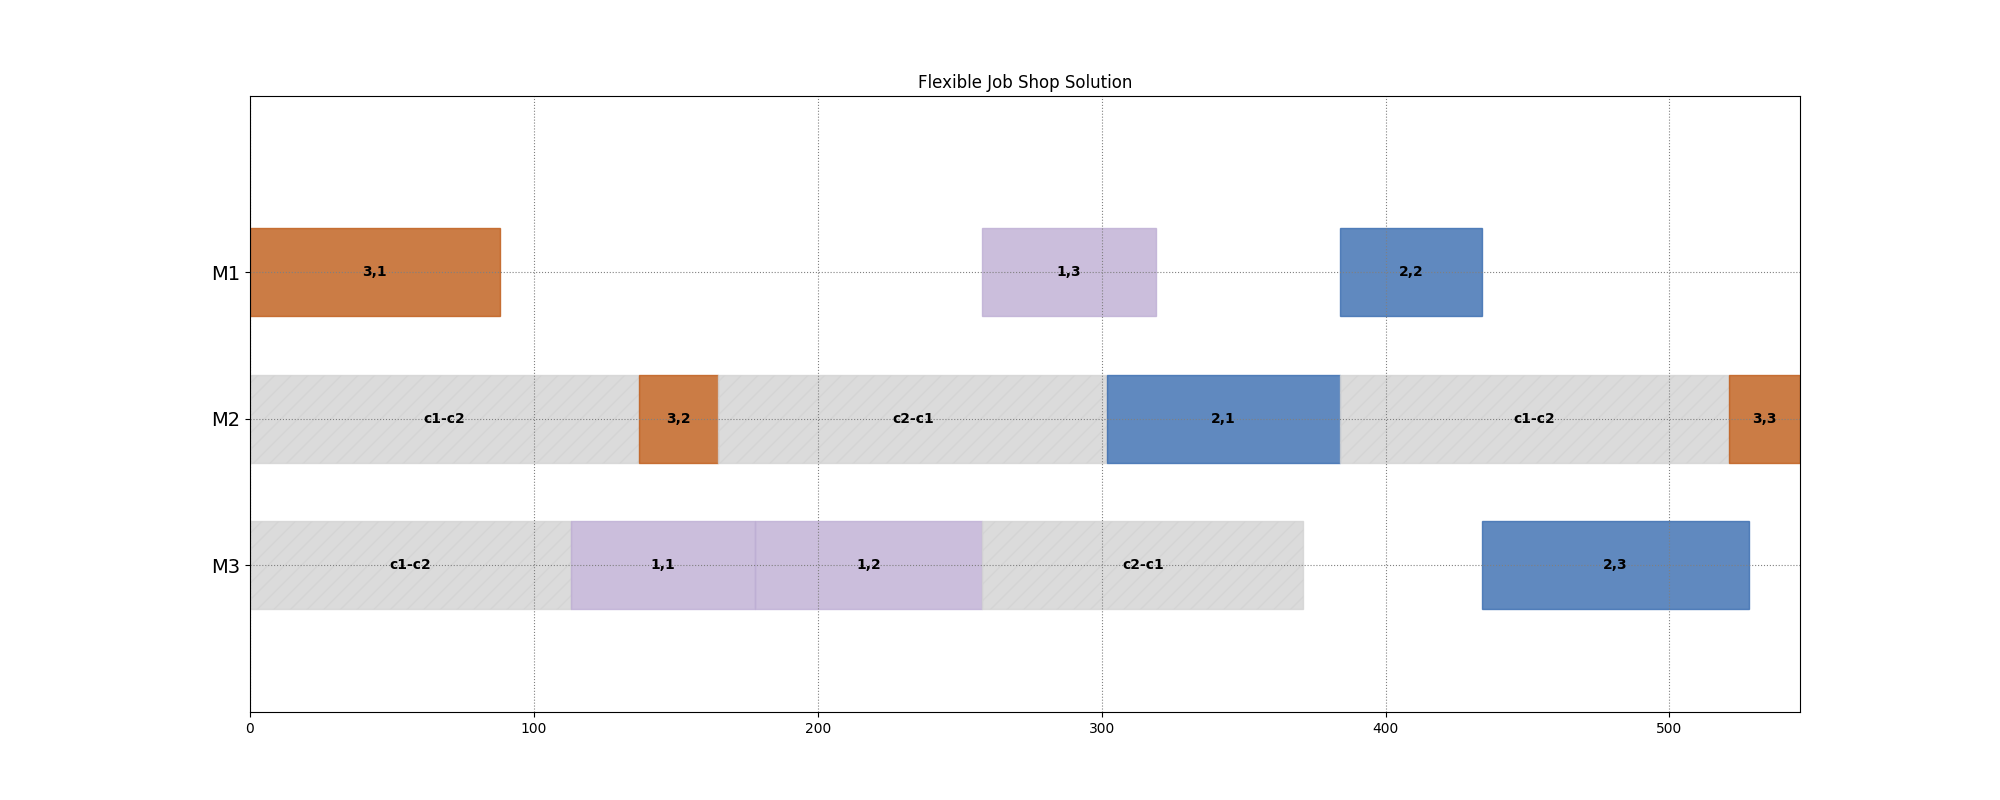 Flexible Job Shop Solution
M1
3,1
1,3
2,2
M2
c1-c2
3,2
c2-c1
2,1
c1-c2
3,3
M3
c1-c2
1,1
1,2
c2-c1
2,3
0
100
200
300
400
500